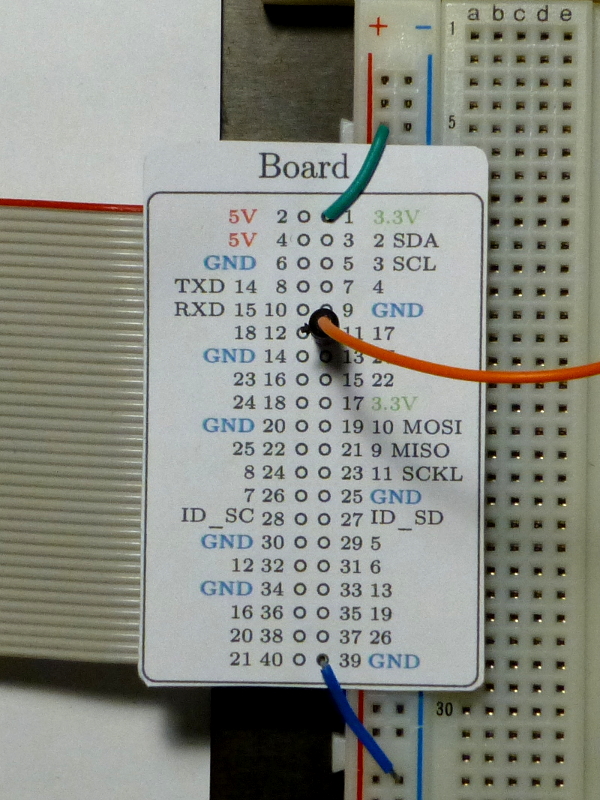 a b c d e
+ −
1
5
Board
5V 2 1 3.3V
5V 4 3 2 SDA
GND 6 5 3 SCL
TXD 14 8 7 4
RXD 15 10 9 GND
18 12 11 17
GND 14 13
23 16 15 22
24 18 17 3.3V
GND 20 19 10 MOSI
25 22 21 9 MISO
8 24 23 11 SCKL
7 26 25 GND
ID_SC 28 27 ID_SD
GND 30 29 5
12 32 31 6
GND 34 33 13
16 36 35 19
20 38 37 26
21 40 39 GND
30